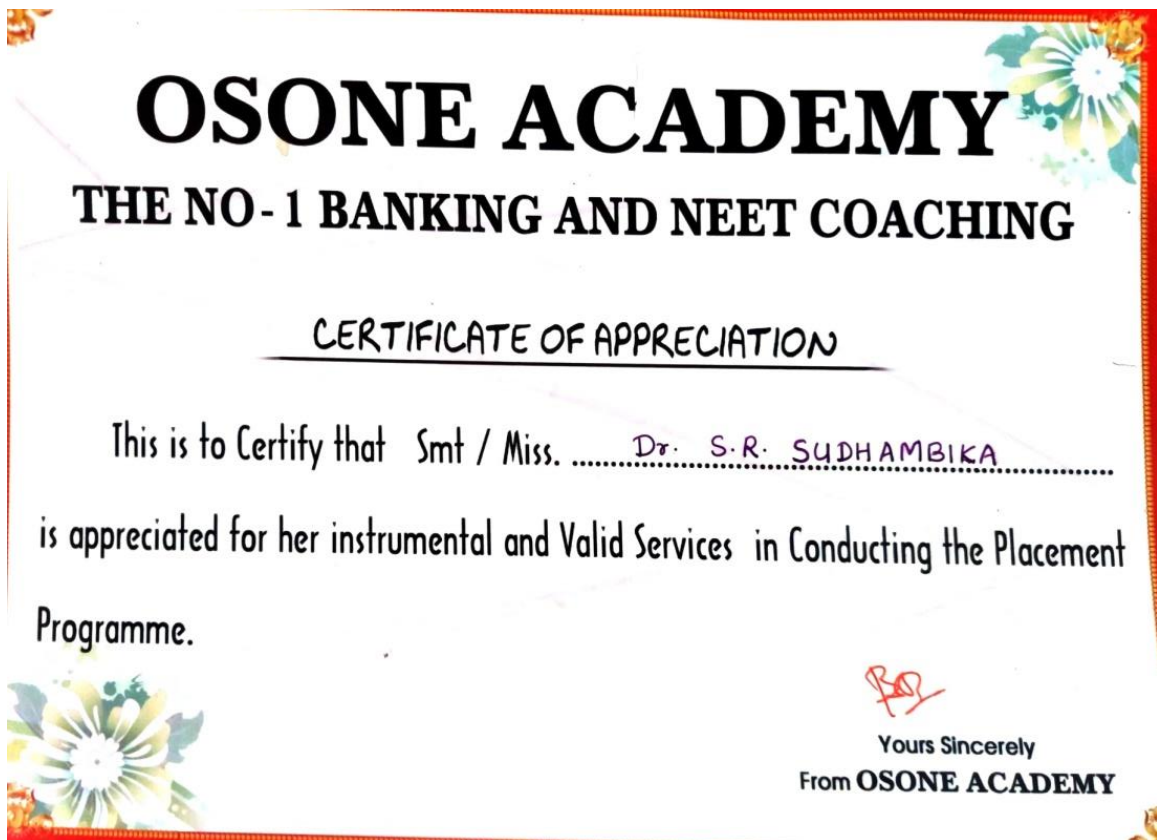 OSONE ACADEMY
THE NO-1 BANKING AND NEET COACHING
CERTIFICATE OF APPRECIATION
This is to Certify that Smt / Miss. Dr. S.R. SUDHAMBIKA
is appreciated for her instrumental and Valid Services in Conducting the Placement
Programme.
Yours Sincerely
From OSONE ACADEMY